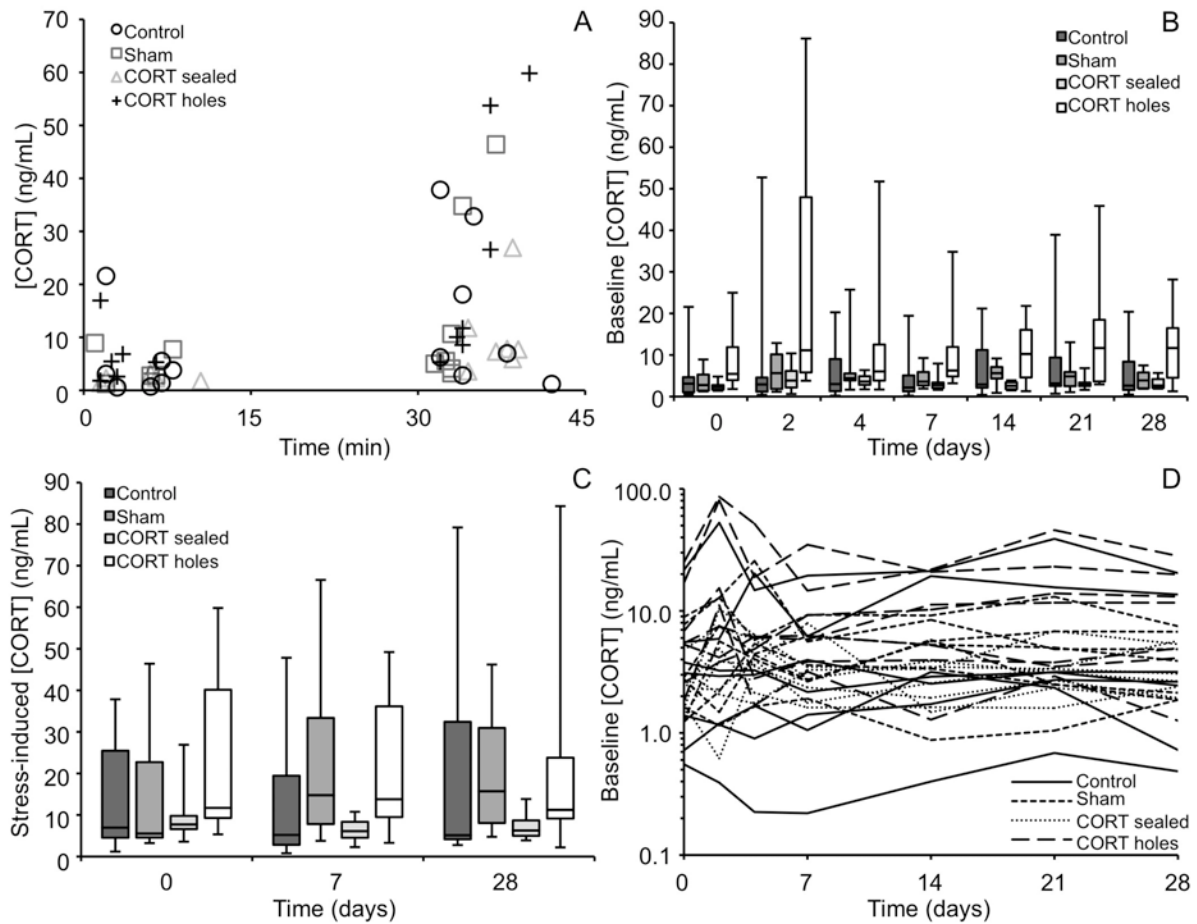 A
70
60
50
40
30
20
10
0
[CORT] (ng/mL)
Control
Sham
CORT sealed
CORT holes
0 15 30 45
Time (min)
B
90
80
70
60
50
40
30
20
10
0
Baseline [CORT] (ng/mL)
Control
Sham
CORT sealed
CORT holes
0 2 4 7 14 21 28
Time (days)
C
90
80
70
60
50
40
30
20
10
0
Stress-induced [CORT] (ng/mL)
Control
Sham
CORT sealed
CORT holes
0 7 28
Time (days)
D
100.0
10.0
1.0
0.1
Baseline [CORT] (ng/mL)
Control
Sham
CORT sealed
CORT holes
0 7 14 21 28
Time (days)